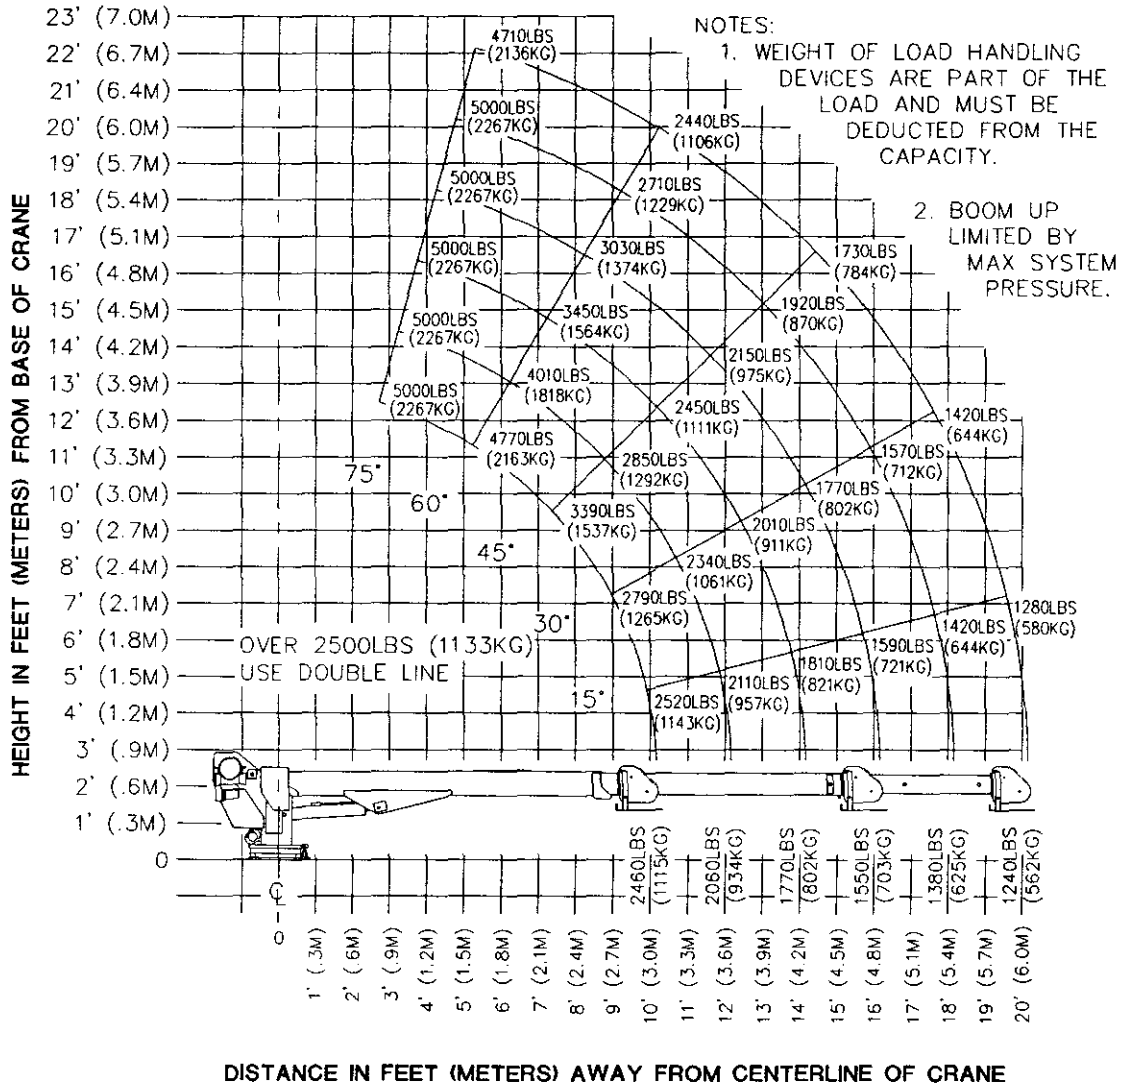 23' (7.0M)
22' (6.7M)
21' (6.4M)
20' (6.0M)
19' (5.7M)
18' (5.4M)
17' (5.1M)
16' (4.8M)
15' (4.5M)
14' (4.2M)
13' (3.9M)
12' (3.6M)
11' (3.3M)
10' (3.0M)
9' (2.7M)
8' (2.4M)
7' (2.1M)
6' (1.8M)
5' (1.5M)
4' (1.2M)
3' (.9M)
2' (.6M)
1' (.3M)
0
HEIGHT IN FEET (METERS) FROM BASE OF CRANE
NOTES:
1. WEIGHT OF LOAD HANDLING
DEVICES ARE PART OF THE
LOAD AND MUST BE
DEDUCTED FROM THE
CAPACITY.
2. BOOM UP
LIMITED BY
MAX SYSTEM
PRESSURE.
4710LBS
(2136KG)
5000LBS
(2267KG)
5000LBS
(2267KG)
5000LBS
(2267KG)
5000LBS
(2267KG)
5000LBS
(2267KG)
2440LBS
(1106KG)
2710LBS
(1229KG)
3030LBS
(1374KG)
3450LBS
(1564KG)
4010LBS
(1818KG)
4770LBS
(2163KG)
1730LBS
(784KG)
1920LBS
(870KG)
2150LBS
(975KG)
2450LBS
(1111KG)
2850LBS
(1292KG)
3390LBS
(1537KG)
1420LBS
(644KG)
1570LBS
(712KG)
1770LBS
(802KG)
2010LBS
(911KG)
2340LBS
(1061KG)
2790LBS
(1265KG)
1280LBS
(580KG)
1420LBS
(644KG)
1590LBS
(721KG)
1810LBS
(821KG)
2110LBS
(957KG)
2520LBS
(1143KG)
75°
60°
45°
30°
15°
OVER 2500LBS (1133KG)
USE DOUBLE LINE
2460LBS
(1115KG)
2060LBS
(934KG)
1770LBS
(802KG)
1550LBS
(703KG)
1380LBS
(625KG)
1240LBS
(562KG)
℄
0
1' (.3M)
2' (.6M)
3' (.9M)
4' (1.2M)
5' (1.5M)
6' (1.8M)
7' (2.1M)
8' (2.4M)
9' (2.7M)
10' (3.0M)
11' (3.3M)
12' (3.6M)
13' (3.9M)
14' (4.2M)
15' (4.5M)
16' (4.8M)
17' (5.1M)
18' (5.4M)
19' (5.7M)
20' (6.0M)
DISTANCE IN FEET (METERS) AWAY FROM CENTERLINE OF CRANE